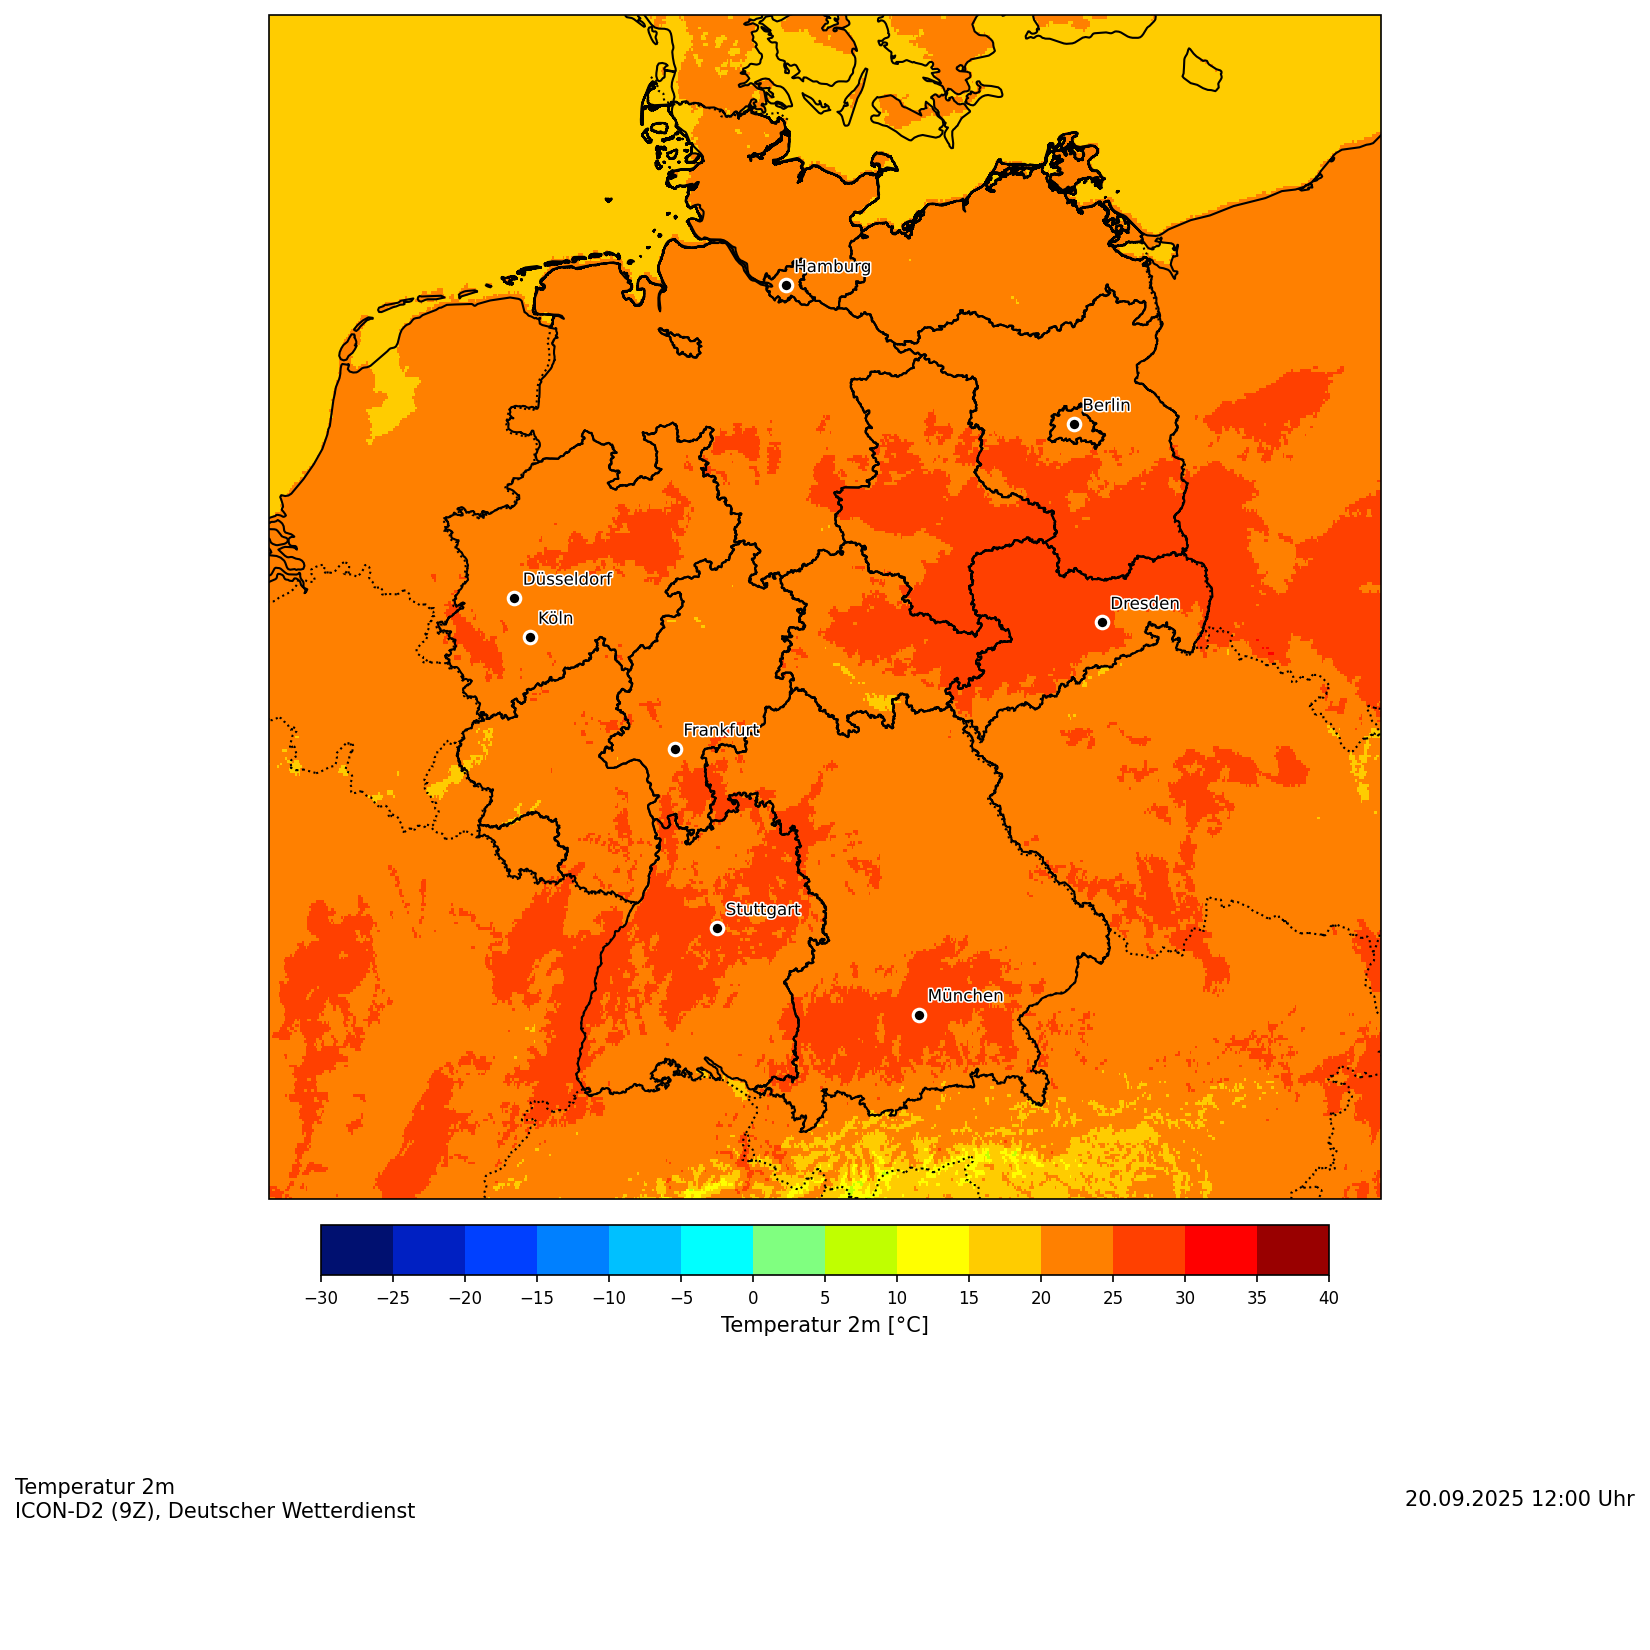 Hamburg
Berlin
Düsseldorf
Köln
Dresden
Frankfurt
Stuttgart
München
−30 −25 −20 −15 −10 −5 0 5 10 15 20 25 30 35 40
Temperatur 2m [°C]
Temperatur 2m
ICON-D2 (9Z), Deutscher Wetterdienst
20.09.2025 12:00 Uhr